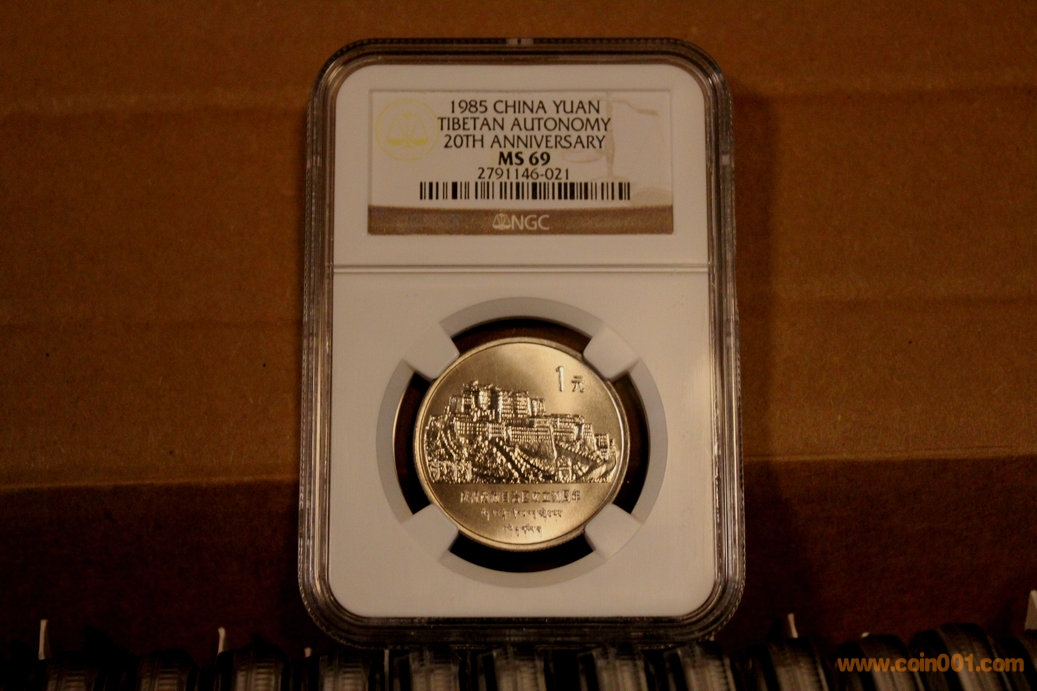 1985 CHINA YUAN
TIBETAN AUTONOMY
20TH ANNIVERSARY
MS 69
2791146-021
NGC
1元
www.coin001.com